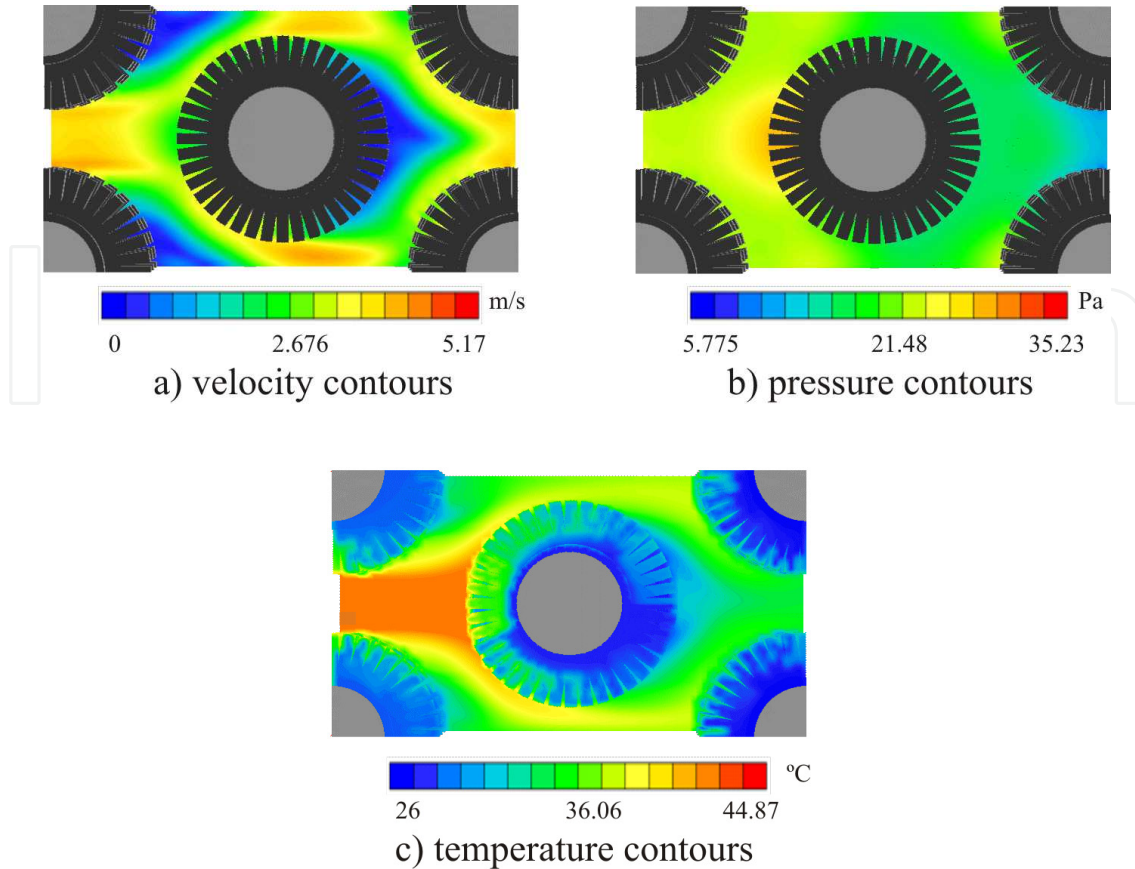 m/s
0 2.676 5.17
a) velocity contours
Pa
5.775 21.48 35.23
b) pressure contours
ºC
26 36.06 44.87
c) temperature contours